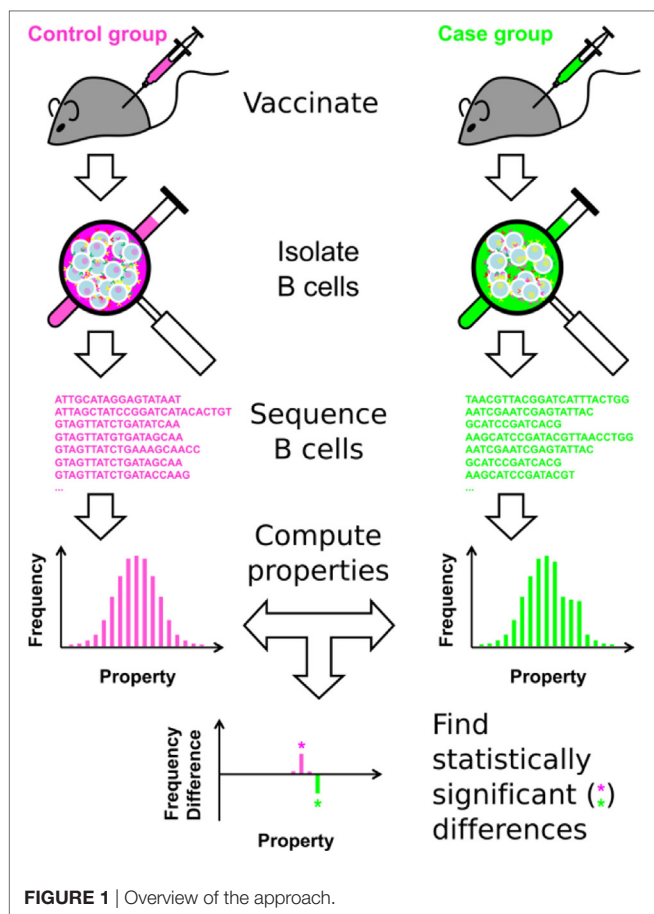 Control group
Case group
Vaccinate
Isolate
B cells
ATTGCATAGGAGTATAAT
ATTAGCTATCCGGATCATACACTGT
GTAGTTATCTGATATCAA
GTAGTTATGTGATAGCAA
GTAGTTATCTGAAAGCAACC
GTAGTTATCTGATAGCAA
GTAGTTATCTGATACCAAG
...
Sequence
B cells
TAACGTTACGGATCATTTACTGG
AATCGAATCGAGTATTAC
GCATCCGATCACG
AAGCATCCGATACGTTAACCTGG
AATCGAATCGAGTATTAC
GCATCCGATCACG
AAGCATCCGATACGT
...
Compute
properties
Frequency
Property
Frequency
Property
Frequency
Difference
*
*
Property
Find
statistically
significant (**)
differences
FIGURE 1 | Overview of the approach.